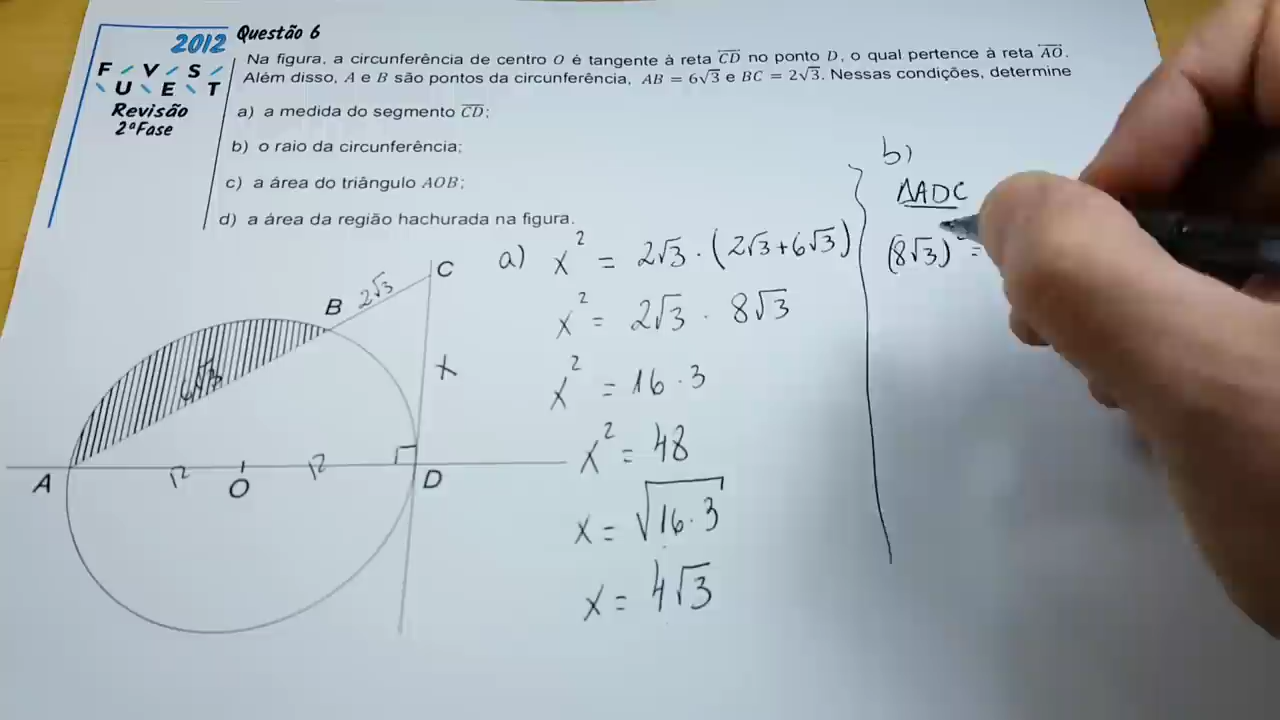 2012
F V S
U E T
Revisão
2ª Fase
Questão 6
Na figura, a circunferência de centro O é tangente à reta CD no ponto D, o qual pertence à reta AO.
Além disso, A e B são pontos da circunferência, AB = 6√3 e BC = 2√3. Nessas condições, determine
a) a medida do segmento CD;
b) o raio da circunferência;
c) a área do triângulo AOB;
d) a área da região hachurada na figura.
C
B
2√3
6√3
x
A
O
D
a) x² = 2√3 · (2√3+6√3)
x² = 2√3 · 8√3
x² = 16·3
x² = 48
x = √16·3
x = 4√3
b)
ΔADC
(8√3)² =